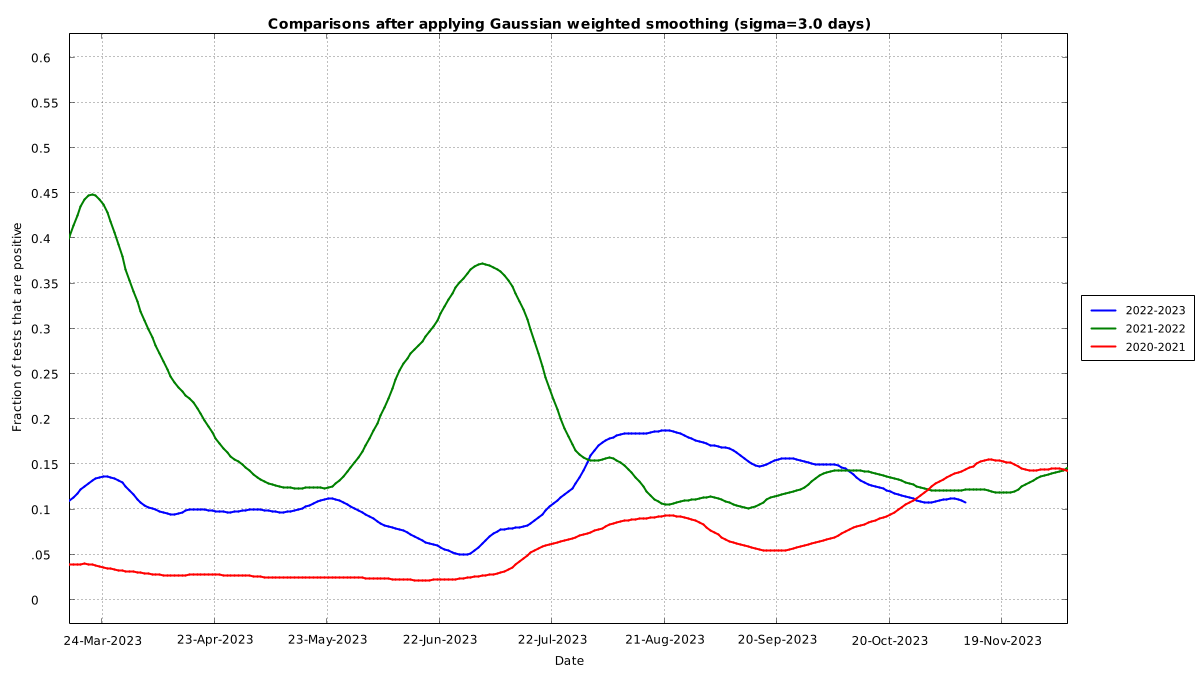 Comparisons after applying Gaussian weighted smoothing (sigma=3.0 days)
0.6
0.55
0.5
0.45
0.4
0.35
0.3
0.25
0.2
0.15
0.1
.05
0
Fraction of tests that are positive
24-Mar-2023
23-Apr-2023
23-May-2023
22-Jun-2023
22-Jul-2023
21-Aug-2023
20-Sep-2023
20-Oct-2023
19-Nov-2023
Date
2022-2023
2021-2022
2020-2021